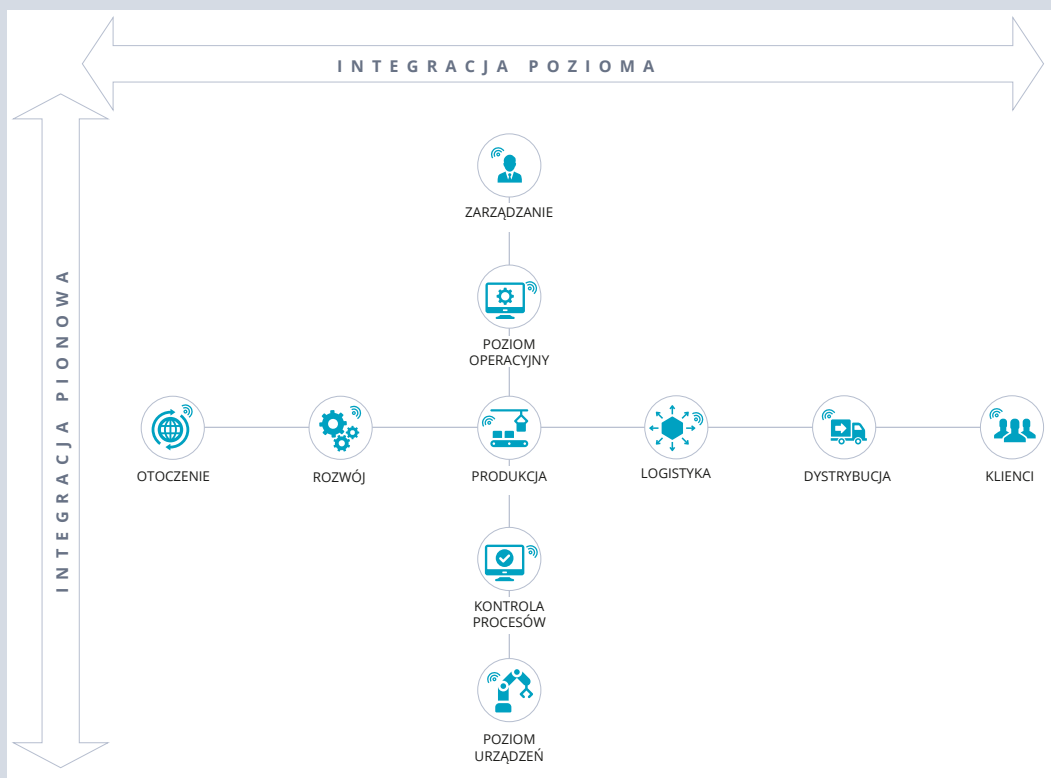 INTEGRACJA POZIOMA
INTEGRACJA PIONOWA
ZARZĄDZANIE
POZIOM
OPERACYJNY
OTOCZENIE
ROZWÓJ
PRODUKCJA
LOGISTYKA
DYSTRYBUCJA
KLIENCI
KONTROLA
PROCESÓW
POZIOM
URZĄDZEŃ